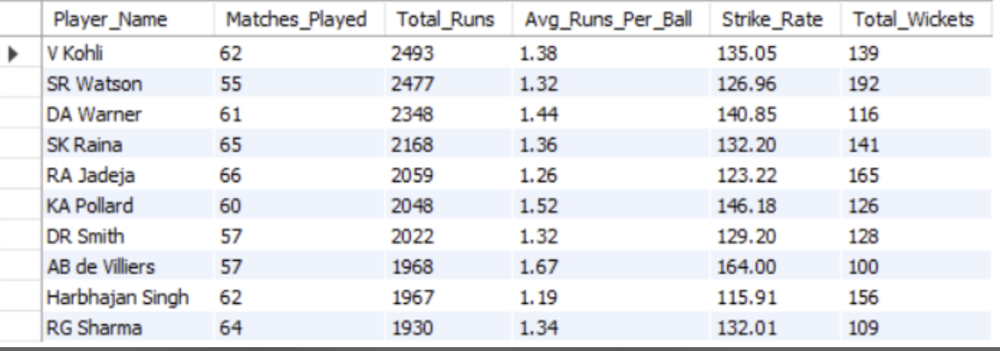 Player_Name Matches_Played Total_Runs Avg_Runs_Per_Ball Strike_Rate Total_Wickets
V Kohli 62 2493 1.38 135.05 139
SR Watson 55 2477 1.32 126.96 192
DA Warner 61 2348 1.44 140.85 116
SK Raina 65 2168 1.36 132.20 141
RA Jadeja 66 2059 1.26 123.22 165
KA Pollard 60 2048 1.52 146.18 126
DR Smith 57 2022 1.32 129.20 128
AB de Villiers 57 1968 1.67 164.00 100
Harbhajan Singh 62 1967 1.19 115.91 156
RG Sharma 64 1930 1.34 132.01 109